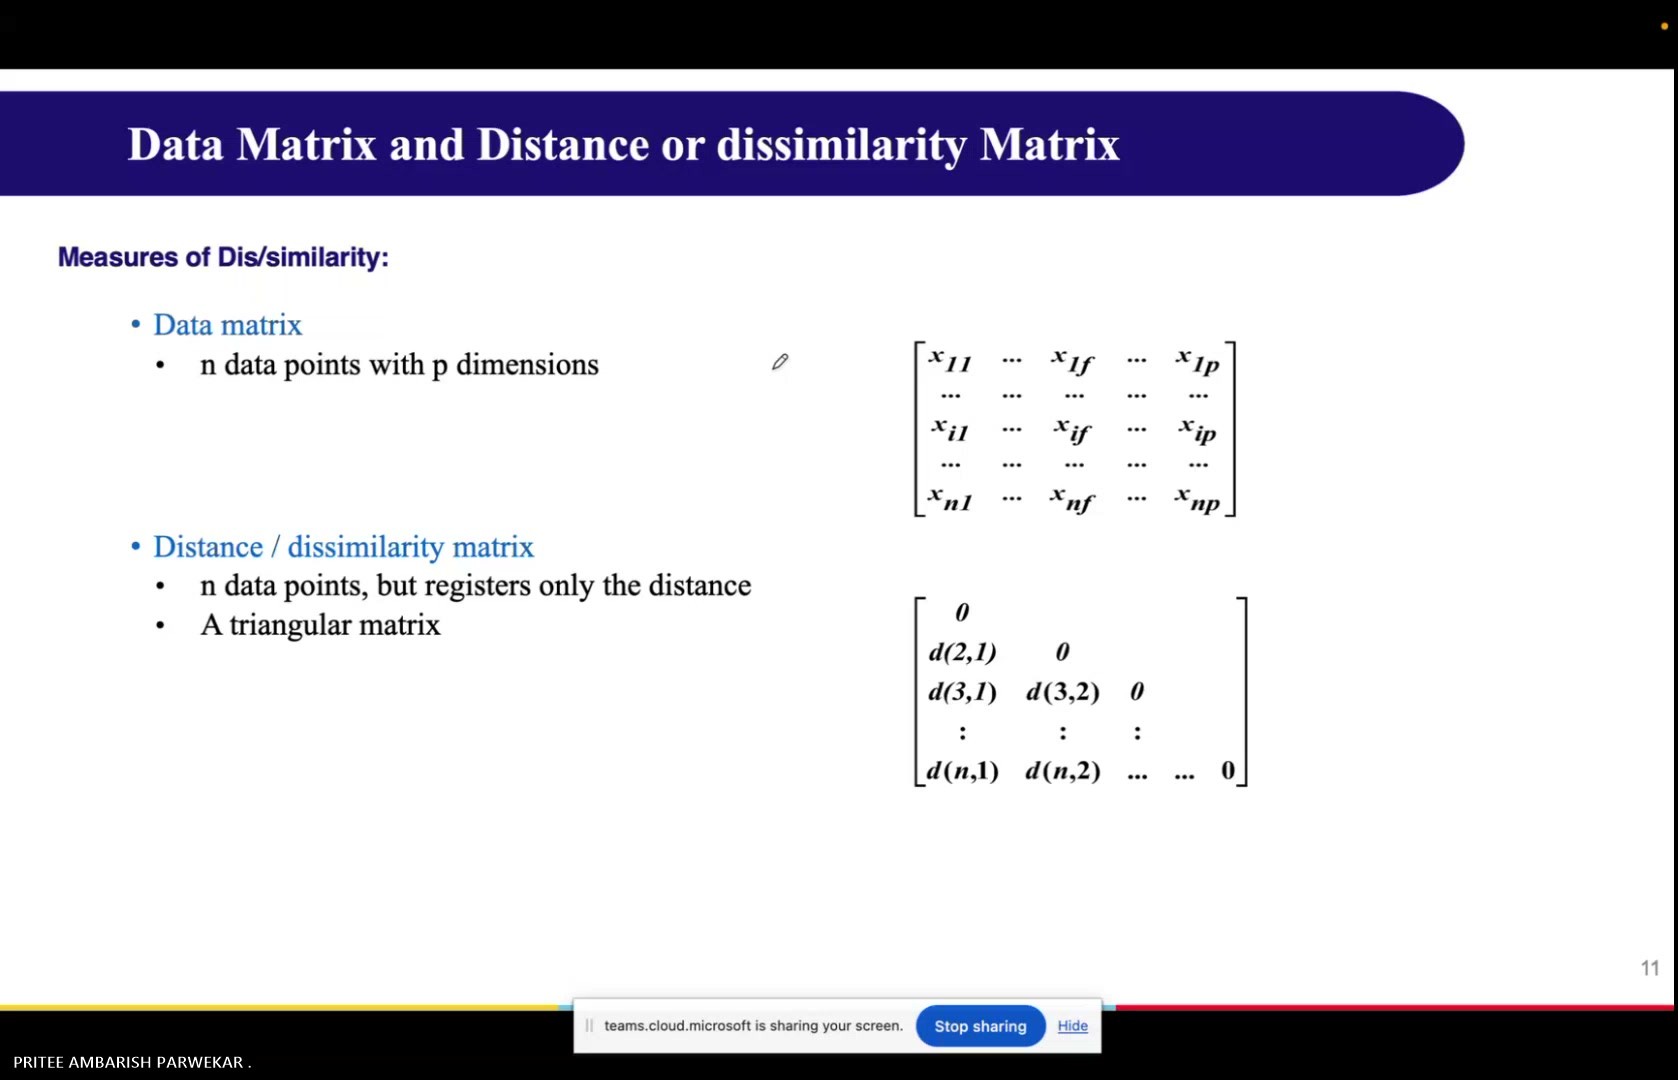 Data Matrix and Distance or dissimilarity Matrix
Measures of Dis/similarity:
• Data matrix
• n data points with p dimensions
x11 ... x1f ... x1p
... ... ... ... ...
xi1 ... xif ... xip
... ... ... ... ...
xn1 ... xnf ... xnp
• Distance / dissimilarity matrix
• n data points, but registers only the distance
• A triangular matrix
0
d(2,1) 0
d(3,1) d(3,2) 0
: : :
d(n,1) d(n,2) ... ... 0
11
teams.cloud.microsoft is sharing your screen. Stop sharing Hide
PRITEE AMBARISH PARWEKAR .